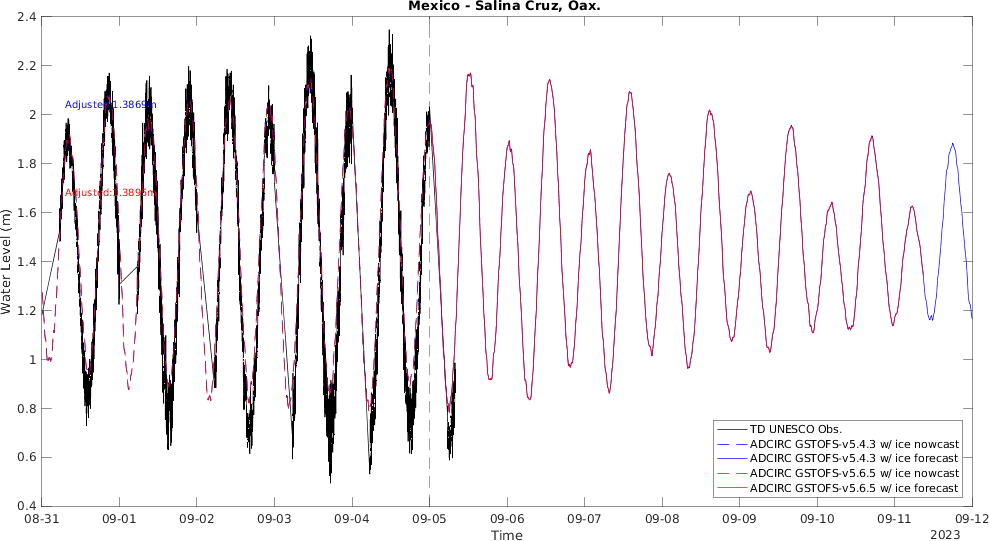 Mexico - Salina Cruz, Oax.
2.4
2.2
2
1.8
1.6
1.4
1.2
1
0.8
0.6
0.4
Water Level (m)
Adjusted:1.3869m
Adjusted:1.3895m
TD UNESCO Obs.
ADCIRC GSTOFS-v5.4.3 w/ ice nowcast
ADCIRC GSTOFS-v5.4.3 w/ ice forecast
ADCIRC GSTOFS-v5.6.5 w/ ice nowcast
ADCIRC GSTOFS-v5.6.5 w/ ice forecast
08-31 09-01 09-02 09-03 09-04 09-05 09-06 09-07 09-08 09-09 09-10 09-11 09-12
Time
2023